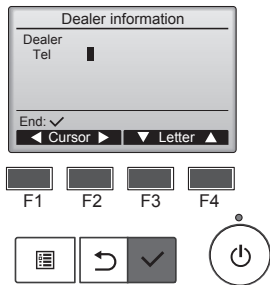 Dealer information
Dealer
Tel
End: ✓
◀ Cursor ▶ ▼ Letter ▲
F1 F2 F3 F4